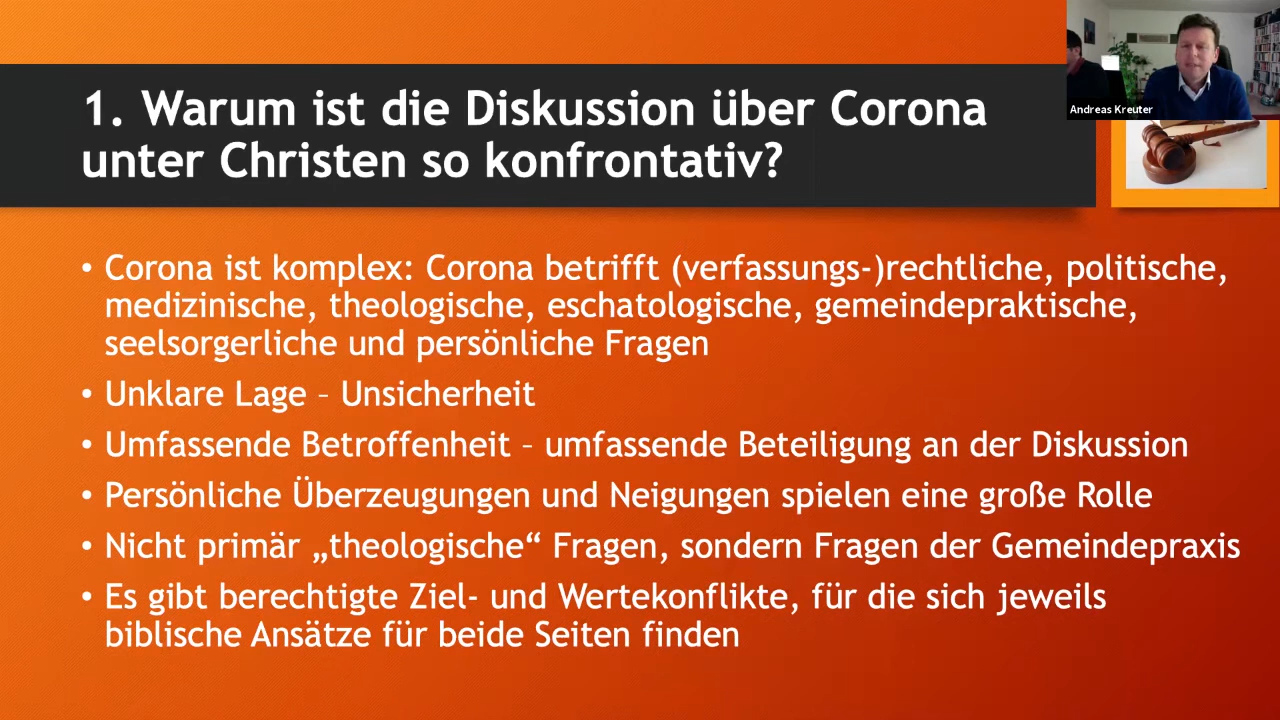 1. Warum ist die Diskussion über Corona
unter Christen so konfrontativ?
Andreas Kreuter
• Corona ist komplex: Corona betrifft (verfassungs-)rechtliche, politische,
medizinische, theologische, eschatologische, gemeindepraktische,
seelsorgerliche und persönliche Fragen
• Unklare Lage – Unsicherheit
• Umfassende Betroffenheit – umfassende Beteiligung an der Diskussion
• Persönliche Überzeugungen und Neigungen spielen eine große Rolle
• Nicht primär „theologische“ Fragen, sondern Fragen der Gemeindepraxis
• Es gibt berechtigte Ziel- und Wertekonflikte, für die sich jeweils
biblische Ansätze für beide Seiten finden